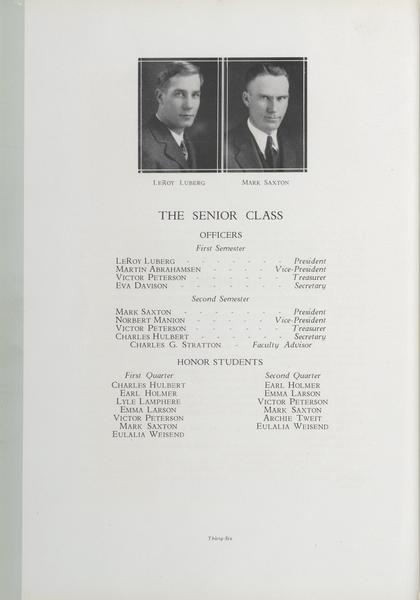 LeRoy Luberg Mark Saxton
THE SENIOR CLASS
OFFICERS
First Semester
LeRoy Luberg - - - - - - - President
Martin Abrahamsen - - - - Vice-President
Victor Peterson - - - - - - Treasurer
Eva Davison - - - - - - - Secretary
Second Semester
Mark Saxton - - - - - - - President
Norbert Manion - - - - - Vice-President
Victor Peterson - - - - - - Treasurer
Charles Hulbert - - - - - - Secretary
Charles G. Stratton - Faculty Advisor
HONOR STUDENTS
First Quarter
Charles Hulbert
Earl Holmer
Lyle Lamphere
Emma Larson
Victor Peterson
Mark Saxton
Eulalia Weisend
Second Quarter
Earl Holmer
Emma Larson
Victor Peterson
Mark Saxton
Archie Tweit
Eulalia Weisend
Thirty-Six